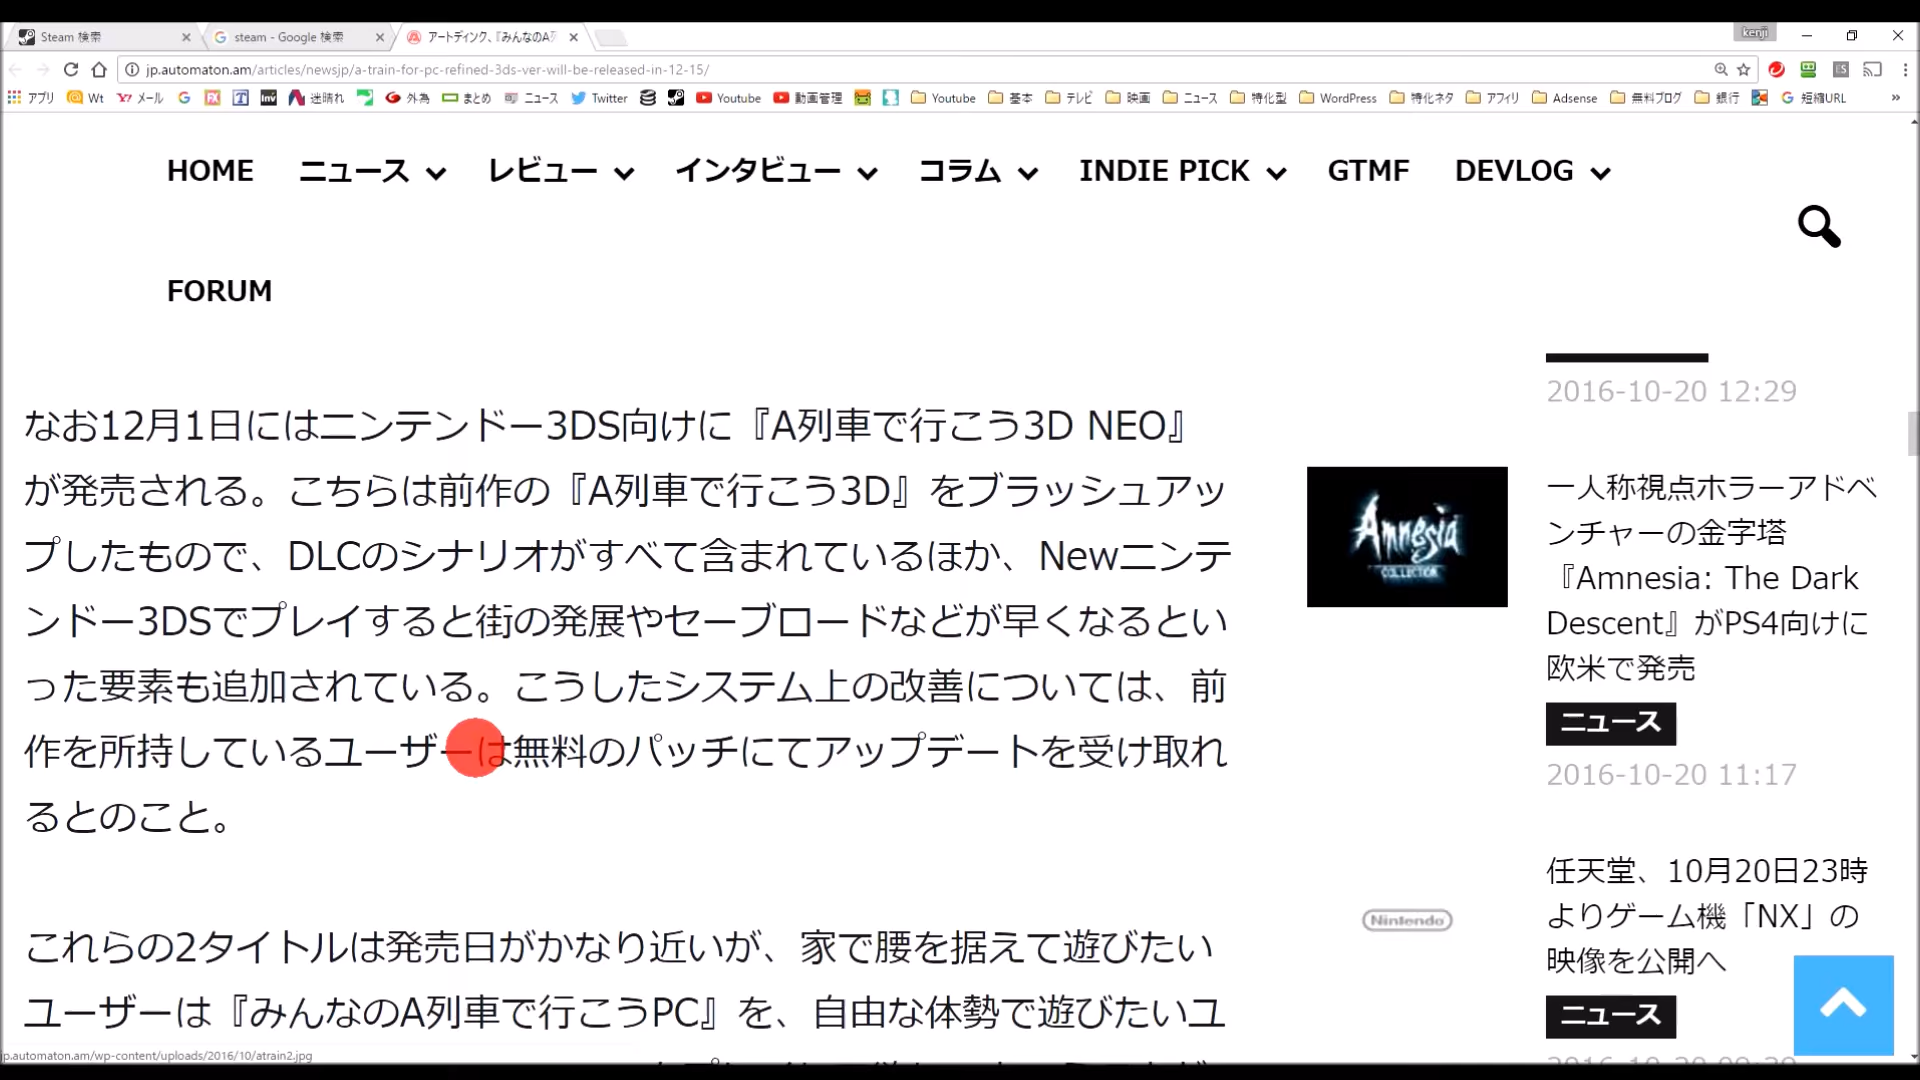 Steam 検索
steam - Google 検索
アートディンク、『みんなのA列
kenji
jp.automaton.am/articles/newsjp/a-train-for-pc-refined-3ds-ver-will-be-released-in-12-15/
アプリ Wt メール 迷晴れ 外為 まとめ ニュース Twitter Youtube 動画管理 Youtube 基本 テレビ 映画 ニュース 特化型 WordPress 特化ネタ アフィリ Adsense 無料ブログ 銀行 短縮URL »
HOME ニュース レビュー インタビュー コラム INDIE PICK GTMF DEVLOG
FORUM
なお12月1日にはニンテンドー3DS向けに『A列車で行こう3D NEO』
が発売される。こちらは前作の『A列車で行こう3D』をブラッシュアッ
プしたもので、DLCのシナリオがすべて含まれているほか、Newニンテ
ンドー3DSでプレイすると街の発展やセーブロードなどが早くなるとい
った要素も追加されている。こうしたシステム上の改善については、前
作を所持しているユーザーは無料のパッチにてアップデートを受け取れ
るとのこと。
これらの2タイトルは発売日がかなり近いが、家で腰を据えて遊びたい
ユーザーは『みんなのA列車で行こうPC』を、自由な体勢で遊びたいユ
2016-10-20 12:29
Amnesia
COLLECTION
一人称視点ホラーアドベ
ンチャーの金字塔
『Amnesia: The Dark
Descent』がPS4向けに
欧米で発売
ニュース
2016-10-20 11:17
Nintendo
任天堂、10月20日23時
よりゲーム機「NX」の
映像を公開へ
ニュース
jp.automaton.am/wp-content/uploads/2016/10/atrain2.jpg